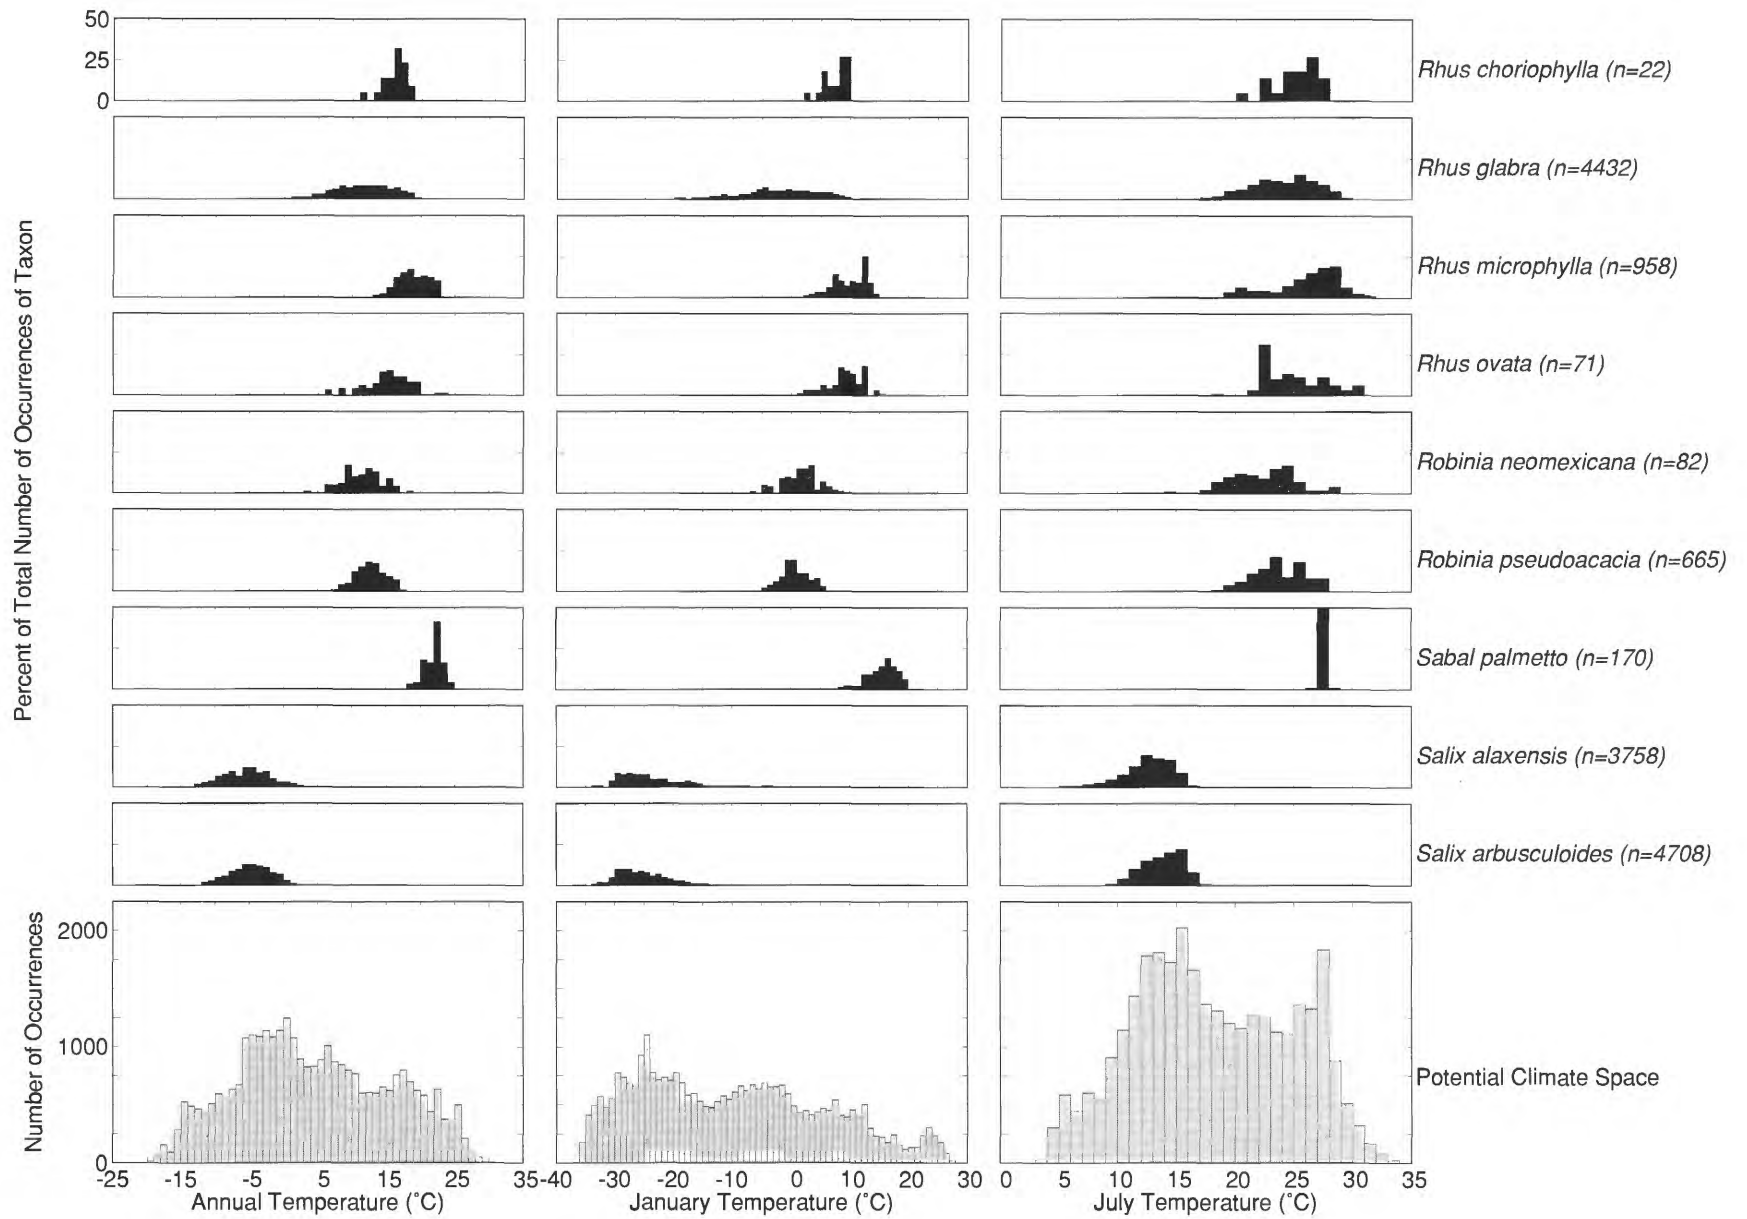 50
25
0
Rhus choriophylla (n=22)
Rhus glabra (n=4432)
Rhus microphylla (n=958)
Rhus ovata (n=71)
Robinia neomexicana (n=82)
Robinia pseudoacacia (n=665)
Sabal palmetto (n=170)
Salix alaxensis (n=3758)
Salix arbusculoides (n=4708)
Percent of Total Number of Occurrences of Taxon
2000
1000
0
Number of Occurrences
Potential Climate Space
-25 -15 -5 5 15 25 35
Annual Temperature (°C)
-40 -30 -20 -10 0 10 20 30
January Temperature (°C)
0 5 10 15 20 25 30 35
July Temperature (°C)